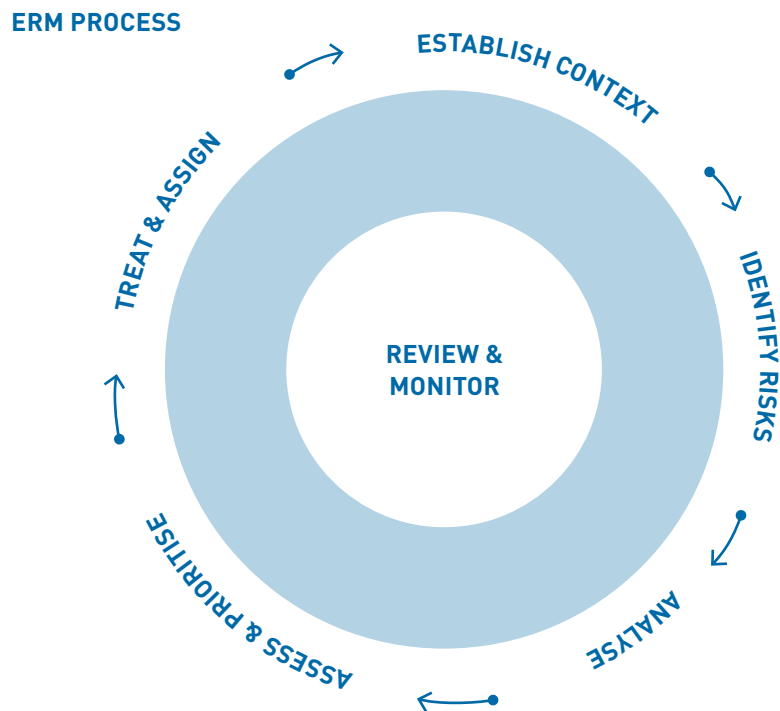 ERM PROCESS
ESTABLISH CONTEXT
IDENTIFY RISKS
ANALYSE
ASSESS & PRIORITISE
TREAT & ASSIGN
REVIEW &
MONITOR